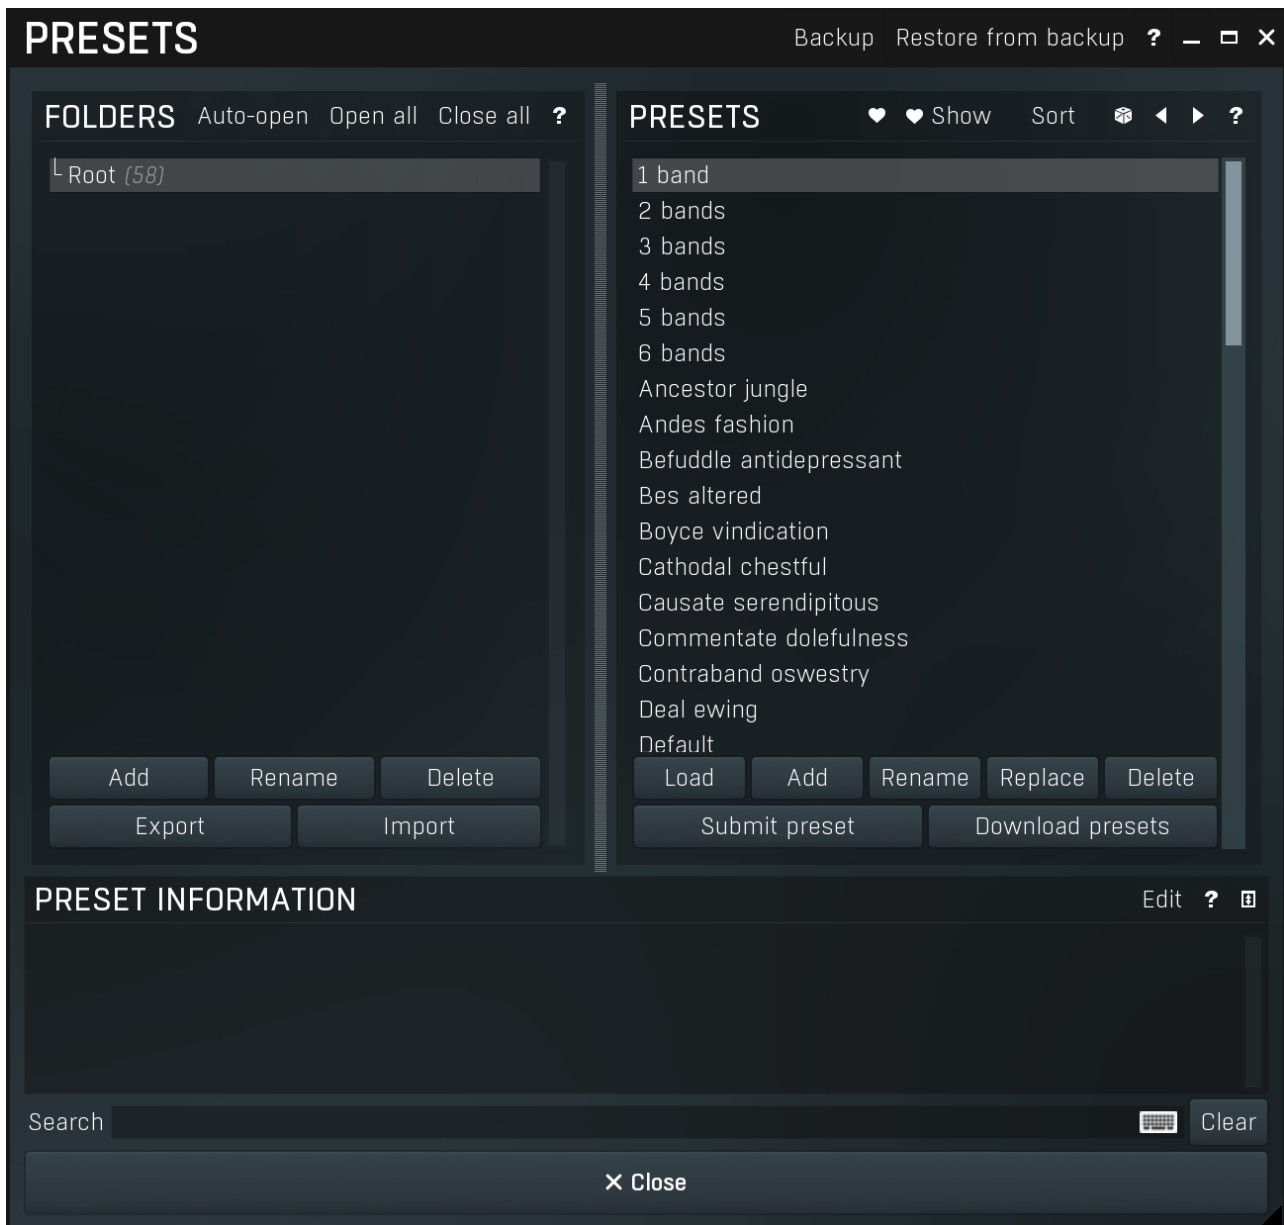 PRESETS Backup Restore from backup ?
FOLDERS Auto-open Open all Close all ?
Root (58)
Add Rename Delete
Export Import
PRESETS Show Sort ?
1 band
2 bands
3 bands
4 bands
5 bands
6 bands
Ancestor jungle
Andes fashion
Befuddle antidepressant
Bes altered
Boyce vindication
Cathodal chestful
Causate serendipitous
Commentate dolefulness
Contraband oswestry
Deal ewing
Default
Load Add Rename Replace Delete
Submit preset Download presets
PRESET INFORMATION Edit ?
Search Clear
Close